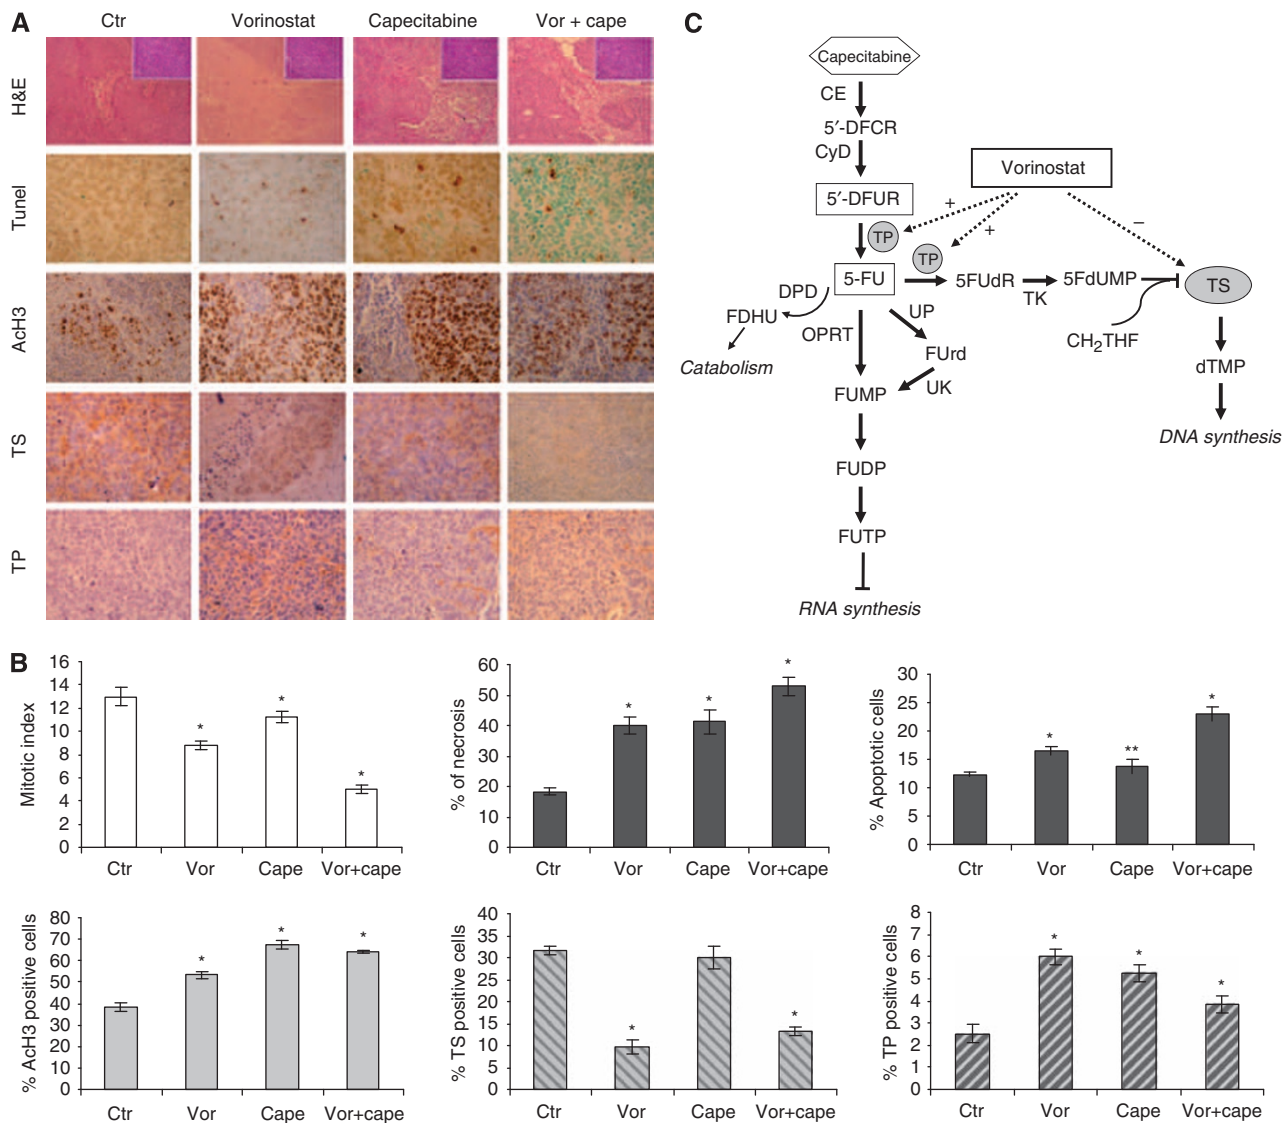 A
Ctr
Vorinostat
Capecitabine
Vor + cape
H&E
Tunel
AcH3
TS
TP
C
Capecitabine
CE
5′-DFCR
CyD
Vorinostat
5′-DFUR
+
+
–
TP
TP
5-FU
5FUdR
TK
5FdUMP
TS
DPD
FDHU
Catabolism
OPRT
UP
FUrd
UK
CH2THF
dTMP
DNA synthesis
FUMP
FUDP
FUTP
RNA synthesis
B
Mitotic index
16
14
12
10
8
6
4
2
0
*
*
*
Ctr Vor Cape Vor+cape
% of necrosis
60
50
40
30
20
10
0
*
*
*
Ctr Vor Cape Vor+cape
% Apoptotic cells
30
25
20
15
10
5
0
*
**
*
Ctr Vor Cape Vor+cape
% AcH3 positive cells
80
70
60
50
40
30
20
10
0
*
*
*
Ctr Vor Cape Vor+cape
% TS positive cells
40
35
30
25
20
15
10
5
0
*
*
Ctr Vor Cape Vor+cape
% TP positive cells
8
7
6
5
4
3
2
1
0
*
*
*
Ctr Vor Cape Vor+cape